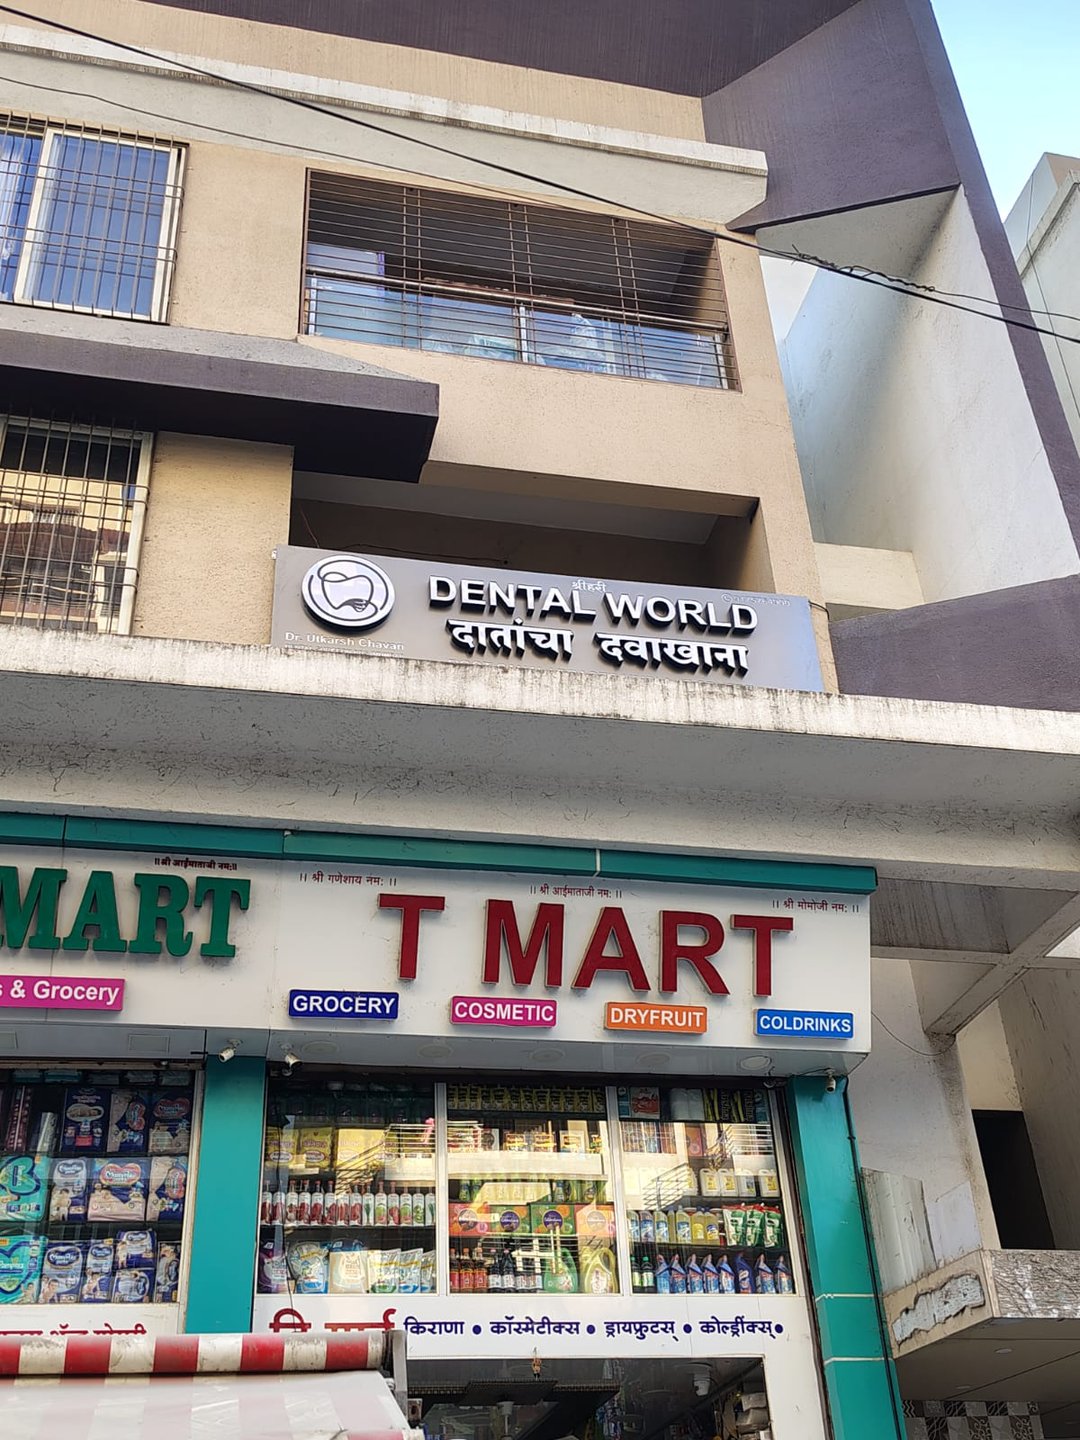 श्रीहरी
DENTAL WORLD
दातांचा दवाखाना
Dr. Utkarsh Chavan
॥ श्री आईमाताजी नमः॥
MART
& Grocery
॥ श्री गणेशाय नमः ॥
॥ श्री आईमाताजी नमः ॥
॥ श्री मोमोजी नमः ॥
T MART
GROCERY
COSMETIC
DRYFRUIT
COLDRINKS
किराणा • कॉस्मेटीक्स • ड्रायफ्रुटस् • कोल्ड्रींक्स् •